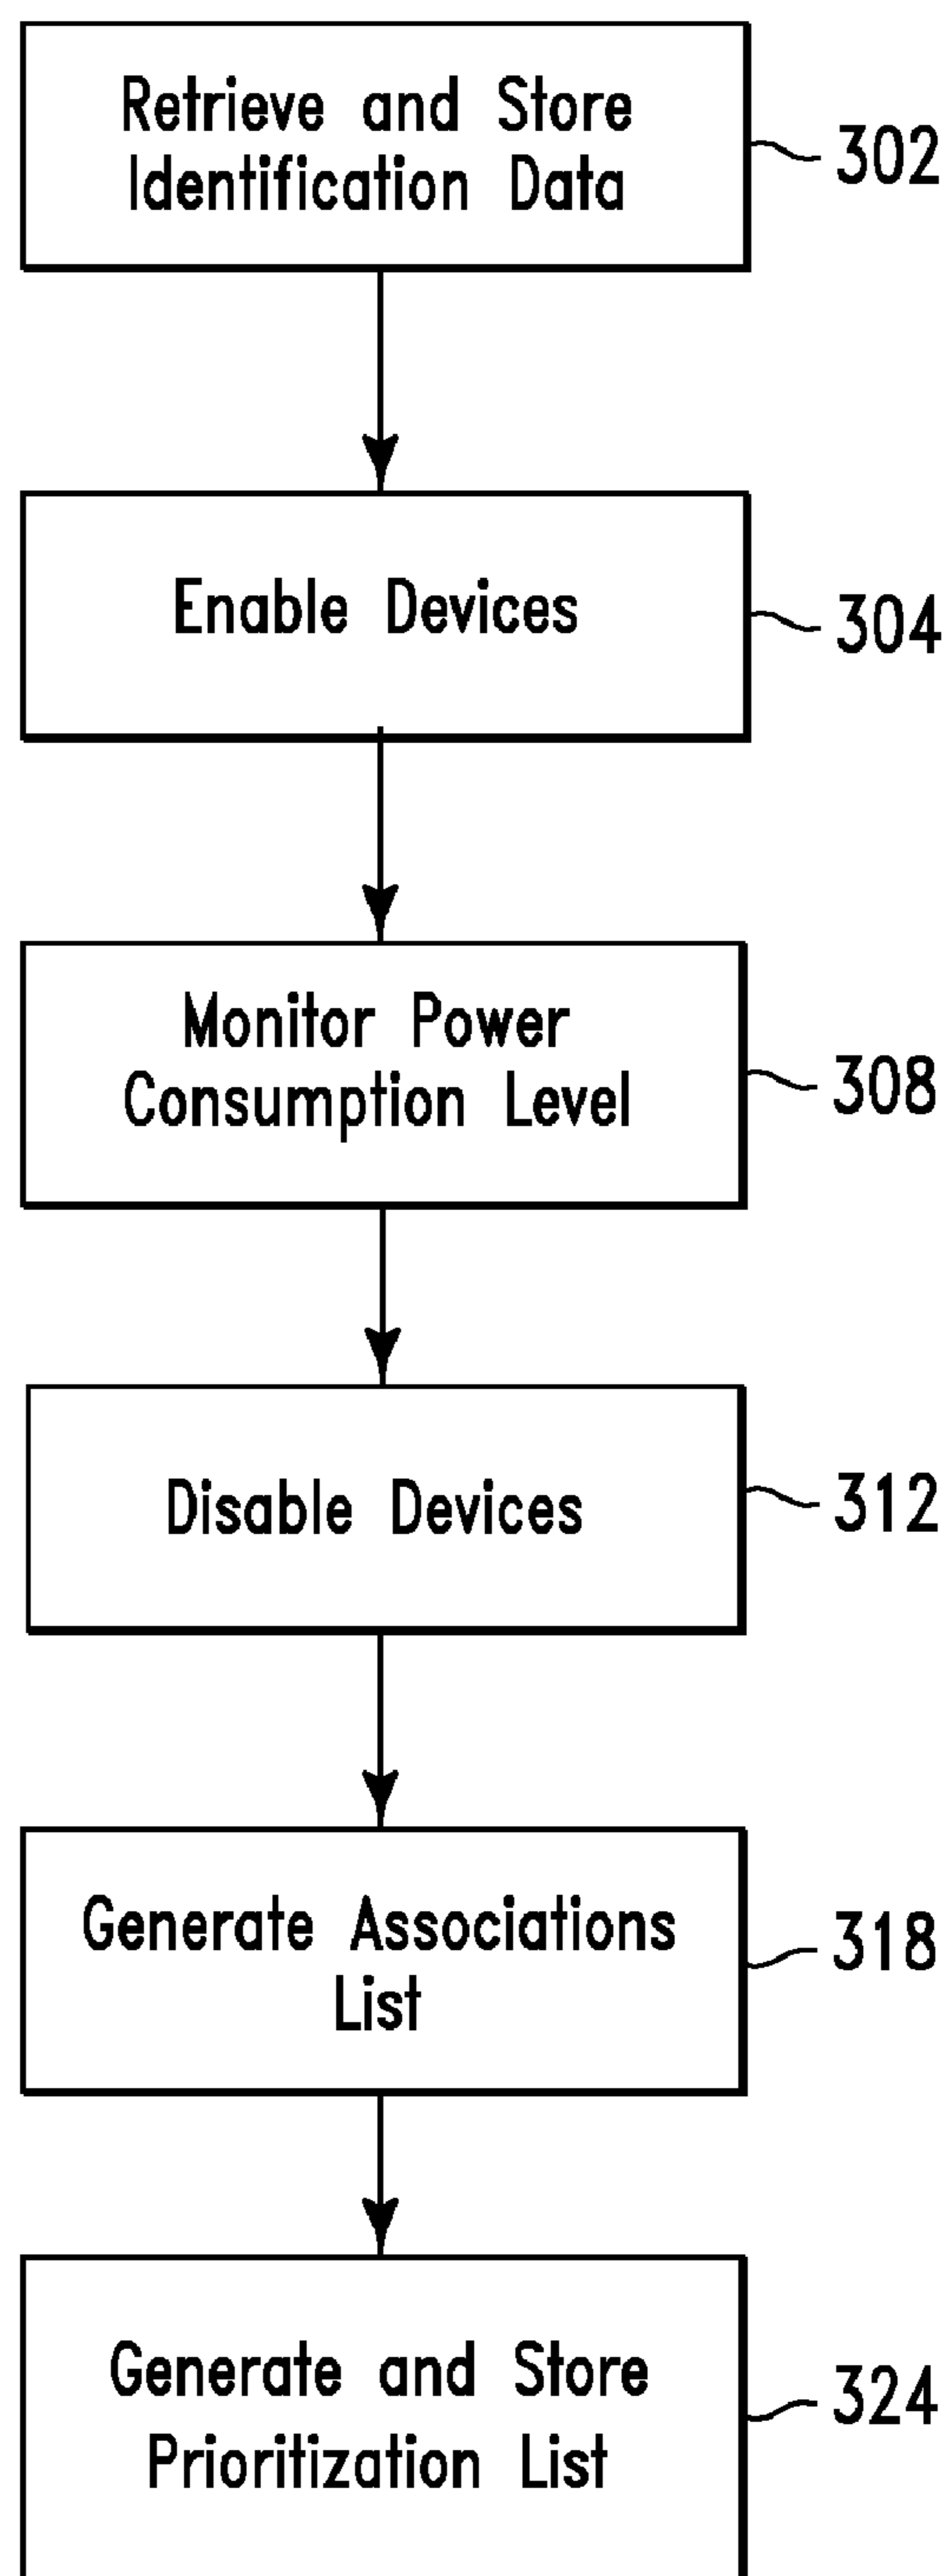 Retrieve and Store
Identification Data
302
Enable Devices
304
Monitor Power
Consumption Level
308
Disable Devices
312
Generate Associations
List
318
Generate and Store
Prioritization List
324